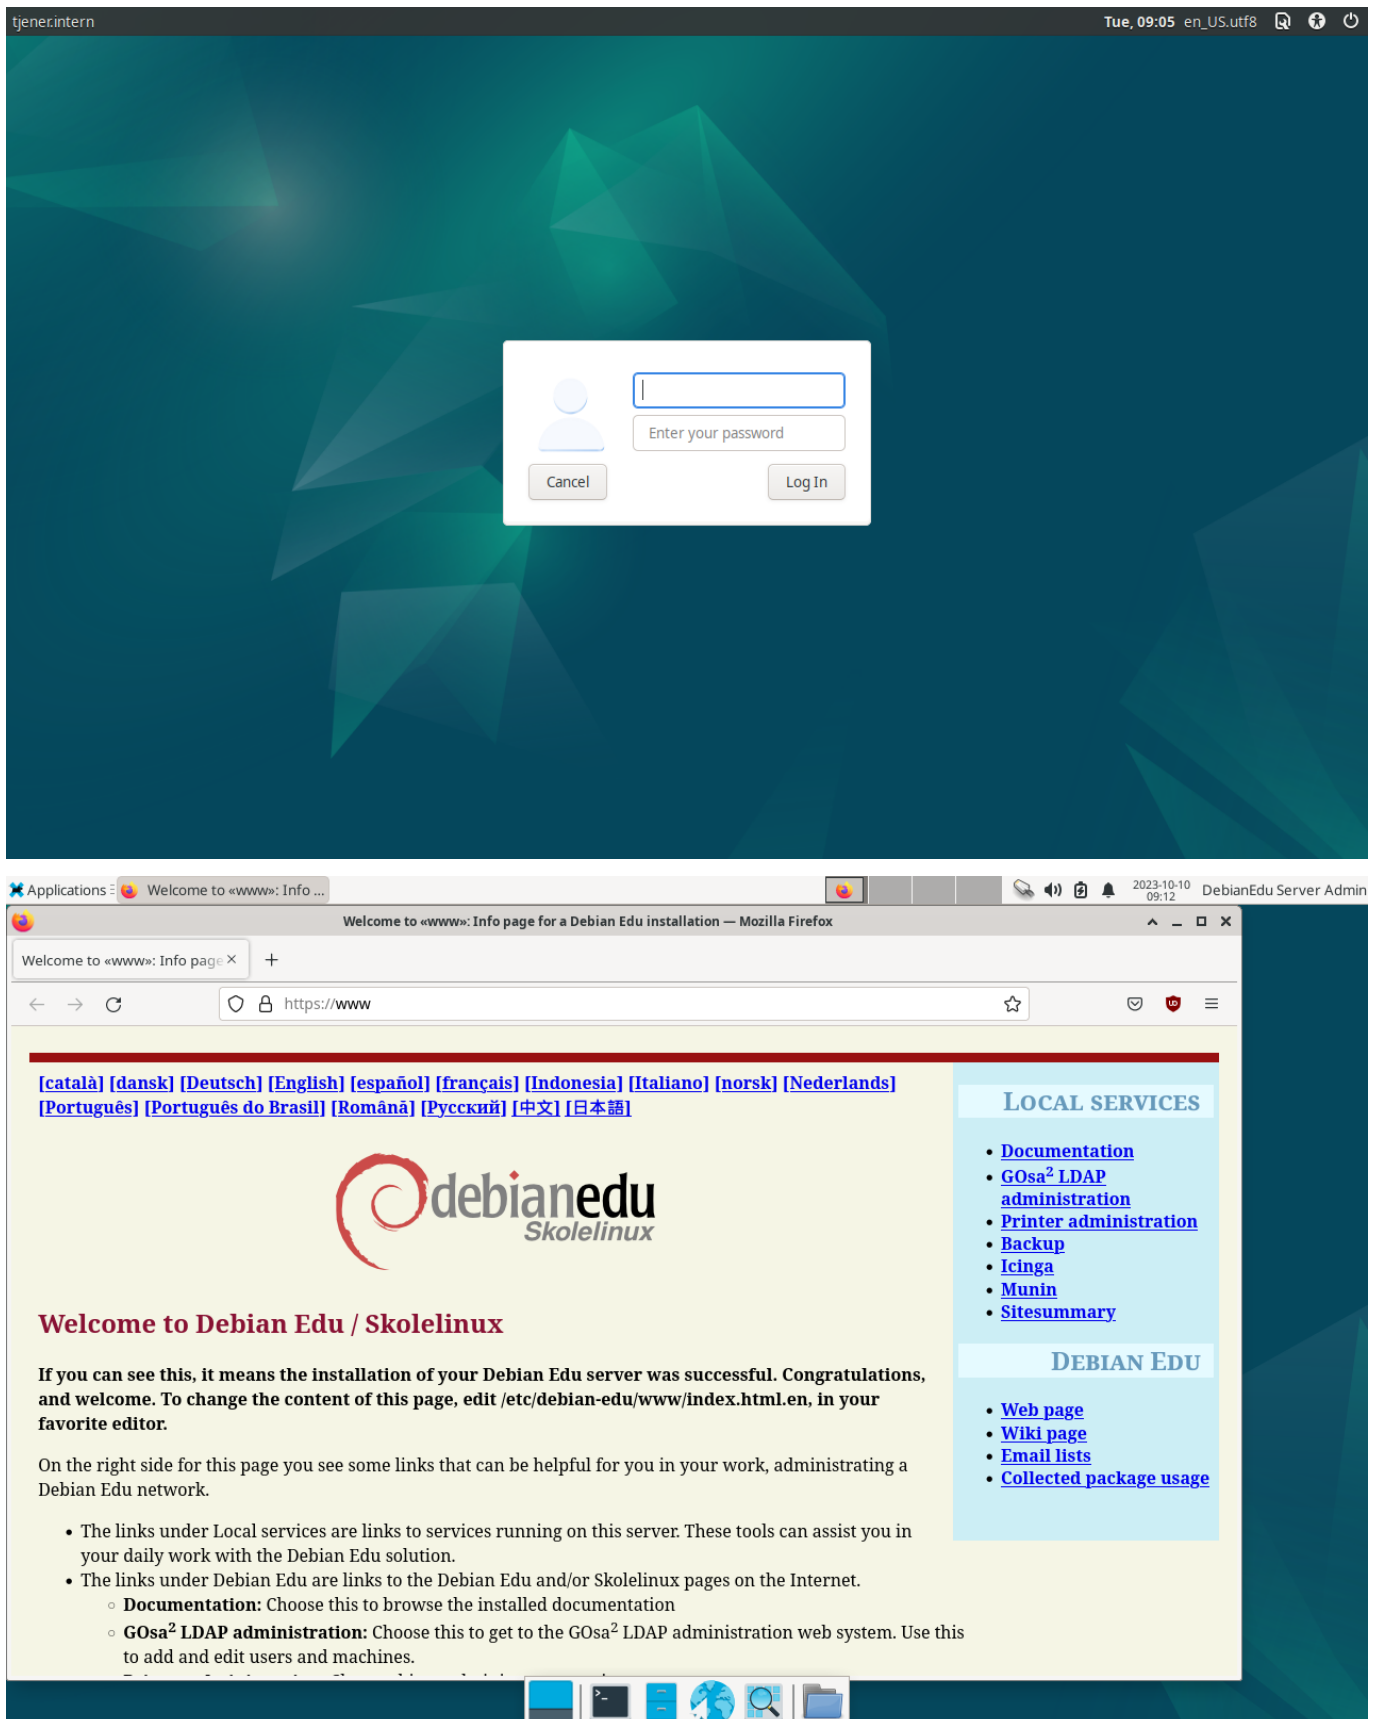 tjener.intern
Tue, 09:05 en_US.utf8
Enter your password
Cancel
Log In
Applications
Welcome to «www»: Info ...
2023-10-10
09:12
DebianEdu Server Admin
Welcome to «www»: Info page for a Debian Edu installation — Mozilla Firefox
Welcome to «www»: Info page
https://www
[català] [dansk] [Deutsch] [English] [español] [français] [Indonesia] [Italiano] [norsk] [Nederlands]
[Português] [Português do Brasil] [Română] [Русский] [中文] [日本語]
debianedu
Skolelinux
Welcome to Debian Edu / Skolelinux
If you can see this, it means the installation of your Debian Edu server was successful. Congratulations,
and welcome. To change the content of this page, edit /etc/debian-edu/www/index.html.en, in your
favorite editor.
On the right side for this page you see some links that can be helpful for you in your work, administrating a
Debian Edu network.
• The links under Local services are links to services running on this server. These tools can assist you in
your daily work with the Debian Edu solution.
• The links under Debian Edu are links to the Debian Edu and/or Skolelinux pages on the Internet.
◦ Documentation: Choose this to browse the installed documentation
◦ GOsa² LDAP administration: Choose this to get to the GOsa² LDAP administration web system. Use this
to add and edit users and machines.
Local services
• Documentation
• GOsa² LDAP
administration
• Printer administration
• Backup
• Icinga
• Munin
• Sitesummary
Debian Edu
• Web page
• Wiki page
• Email lists
• Collected package usage